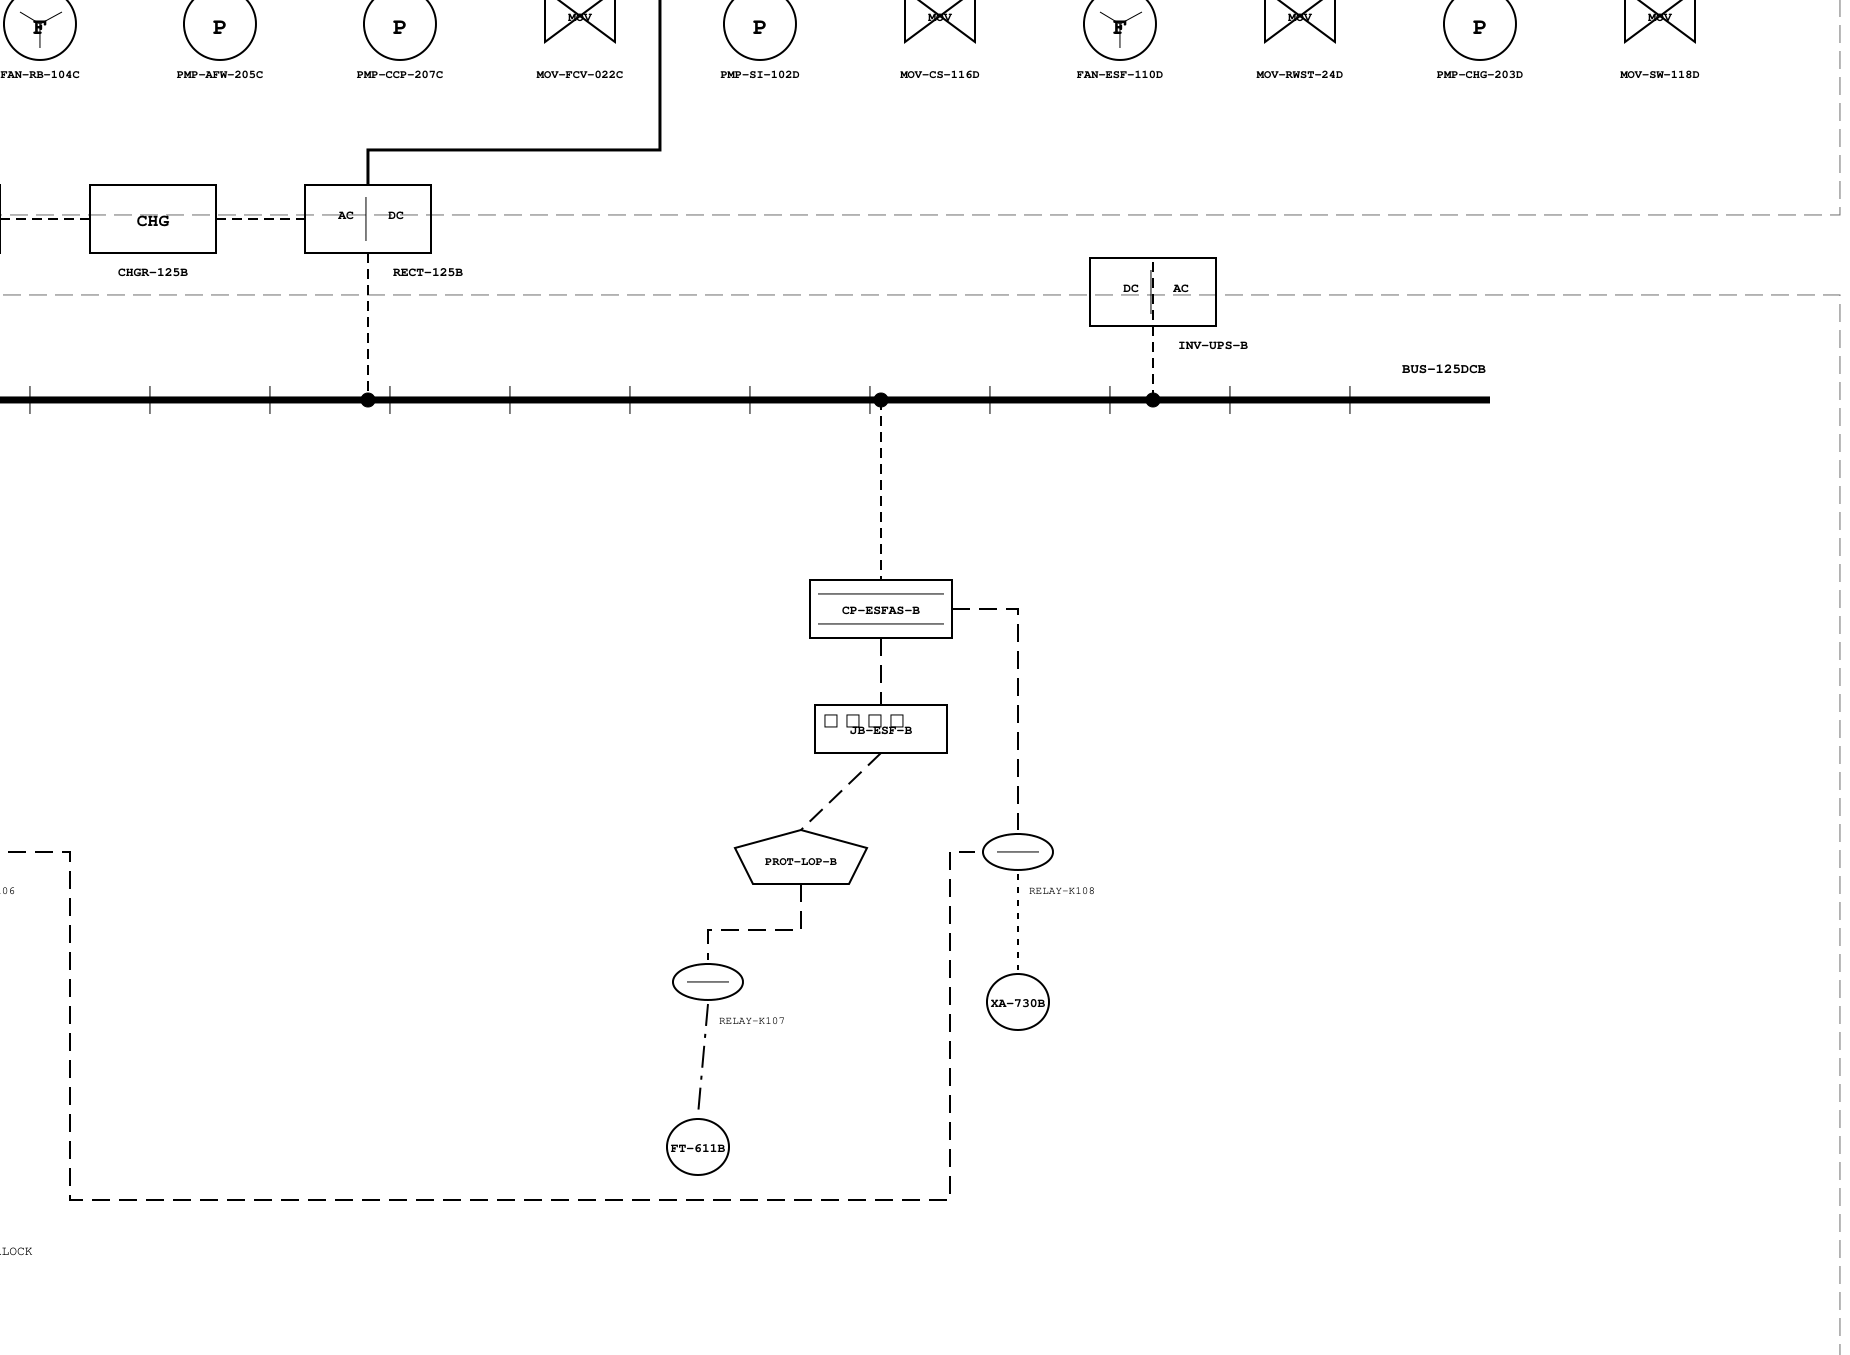 F
P
P
MOV
P
MOV
F
MOV
P
MOV
FAN-RB-104C
PMP-AFW-205C
PMP-CCP-207C
MOV-FCV-022C
PMP-SI-102D
MOV-CS-116D
FAN-ESF-110D
MOV-RWST-24D
PMP-CHG-203D
MOV-SW-118D
CHG
AC DC
CHGR-125B
RECT-125B
DC AC
INV-UPS-B
BUS-125DCB
CP-ESFAS-B
JB-ESF-B
PROT-LOP-B
06
RELAY-K108
XA-730B
RELAY-K107
FT-611B
LOCK